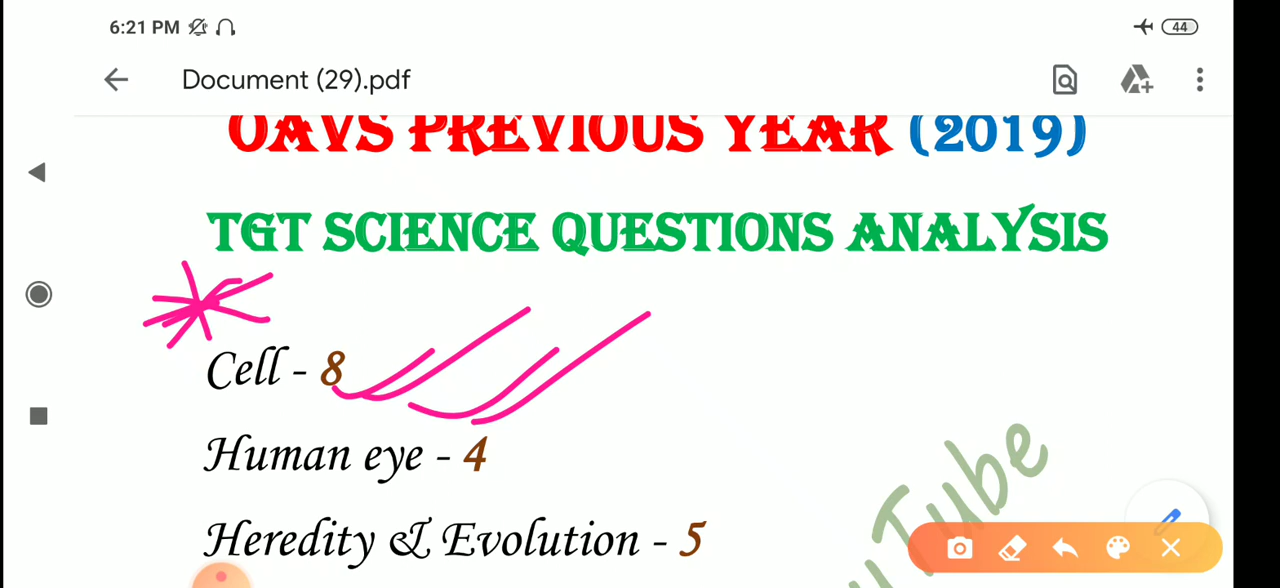 6:21 PM 44
Document (29).pdf
OAVS PREVIOUS YEAR (2019)
TGT SCIENCE QUESTIONS ANALYSIS
Cell - 8
Human eye - 4
Heredity & Evolution - 5
Tube